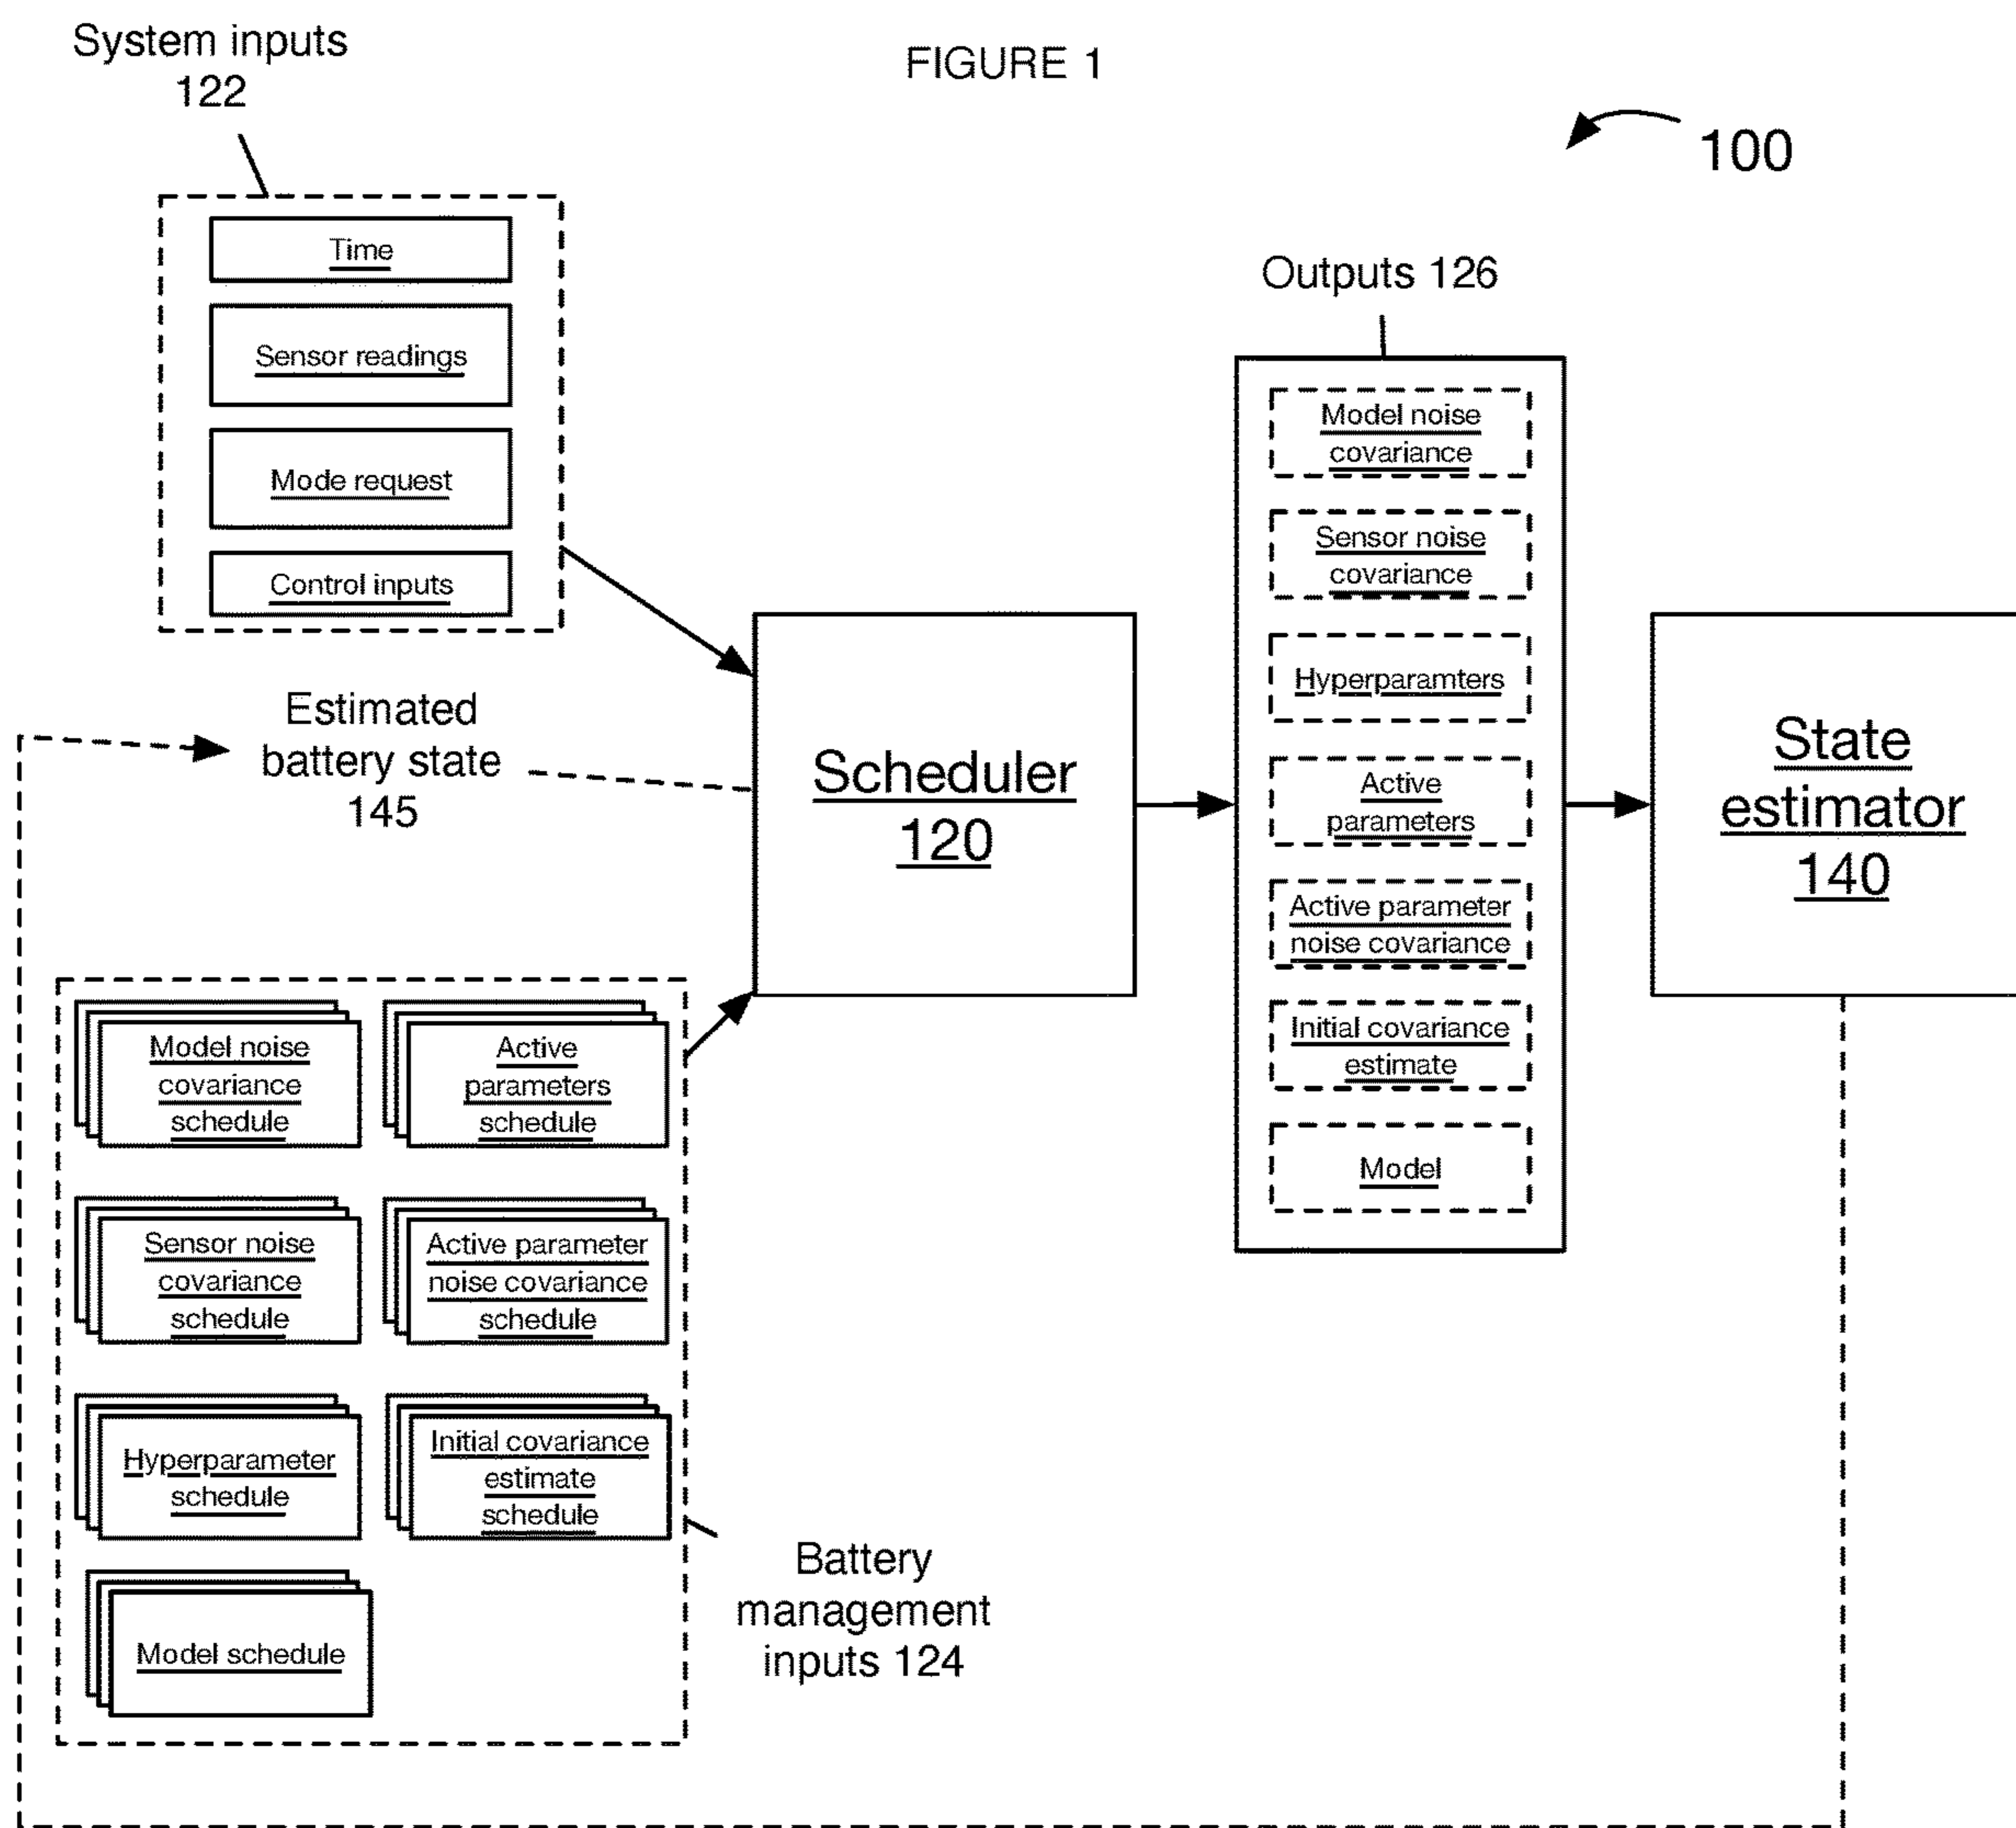 FIGURE 1
100
System inputs
122
Time
Sensor readings
Mode request
Control inputs
Estimated
battery state
145
Scheduler
120
Outputs 126
Model noise
covariance
Sensor noise
covariance
Hyperparamters
Active
parameters
Active parameter
noise covariance
Initial covariance
estimate
Model
State
estimator
140
Model noise
covariance
schedule
Active
parameters
schedule
Sensor noise
covariance
schedule
Active parameter
noise covariance
schedule
Hyperparameter
schedule
Initial covariance
estimate
schedule
Model schedule
Battery
management
inputs 124